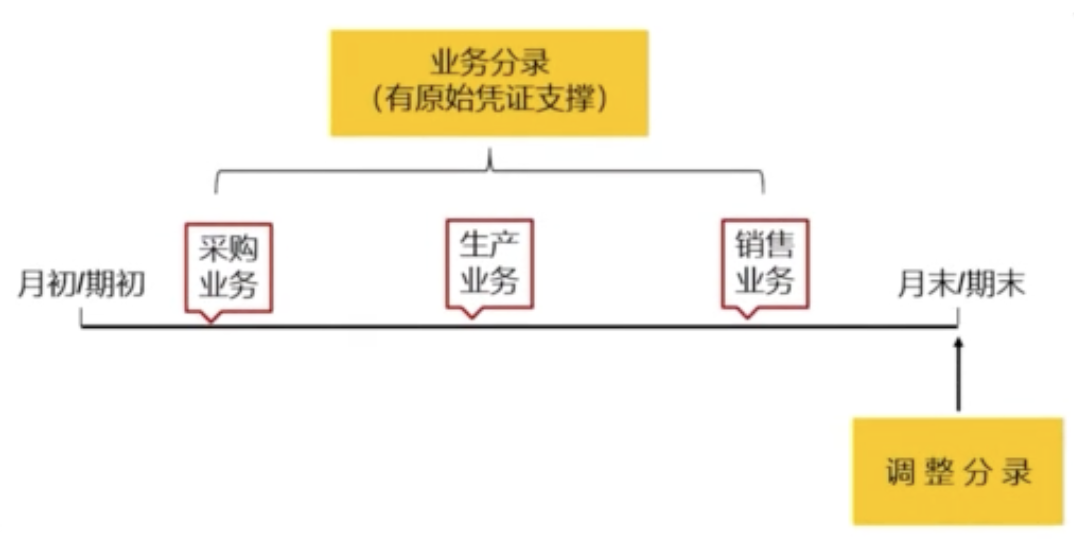 业务分录
（有原始凭证支撑）
采购
业务
生产
业务
销售
业务
月初/期初
月末/期末
调整分录